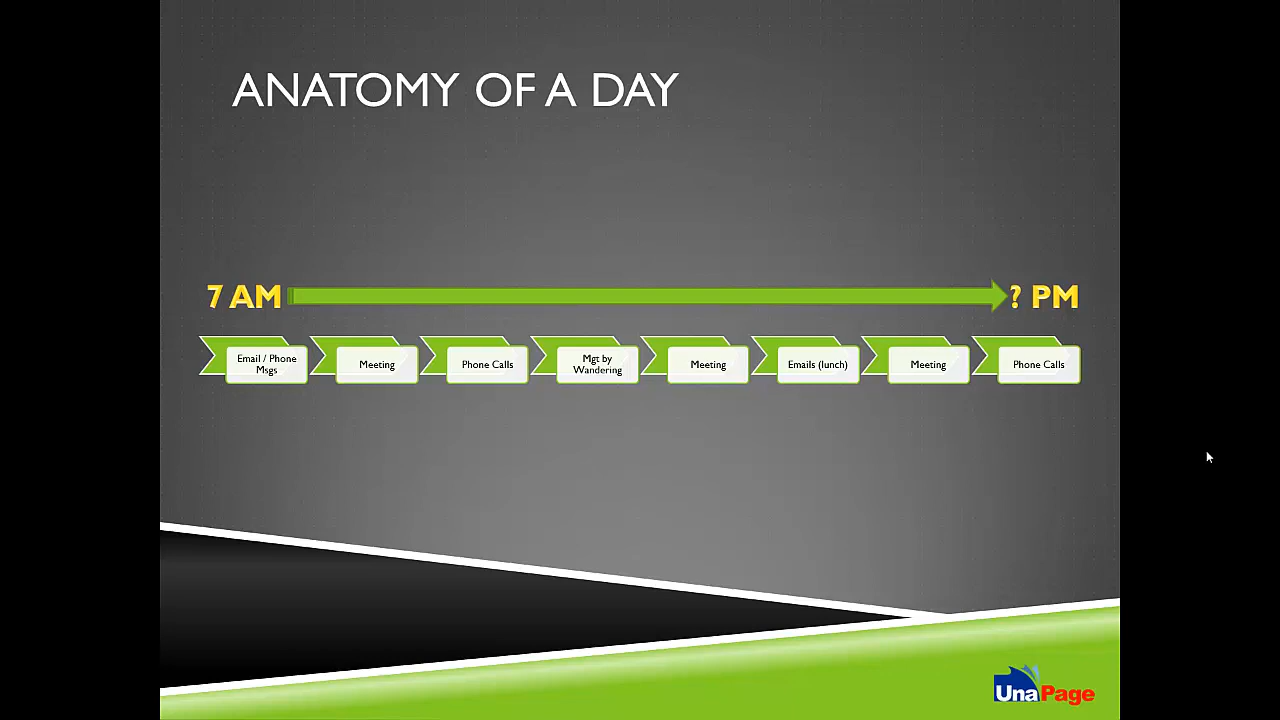 ANATOMY OF A DAY
7 AM
? PM
Email / Phone
Msgs
Meeting
Phone Calls
Mgt by
Wandering
Meeting
Emails (lunch)
Meeting
Phone Calls
UnaPage